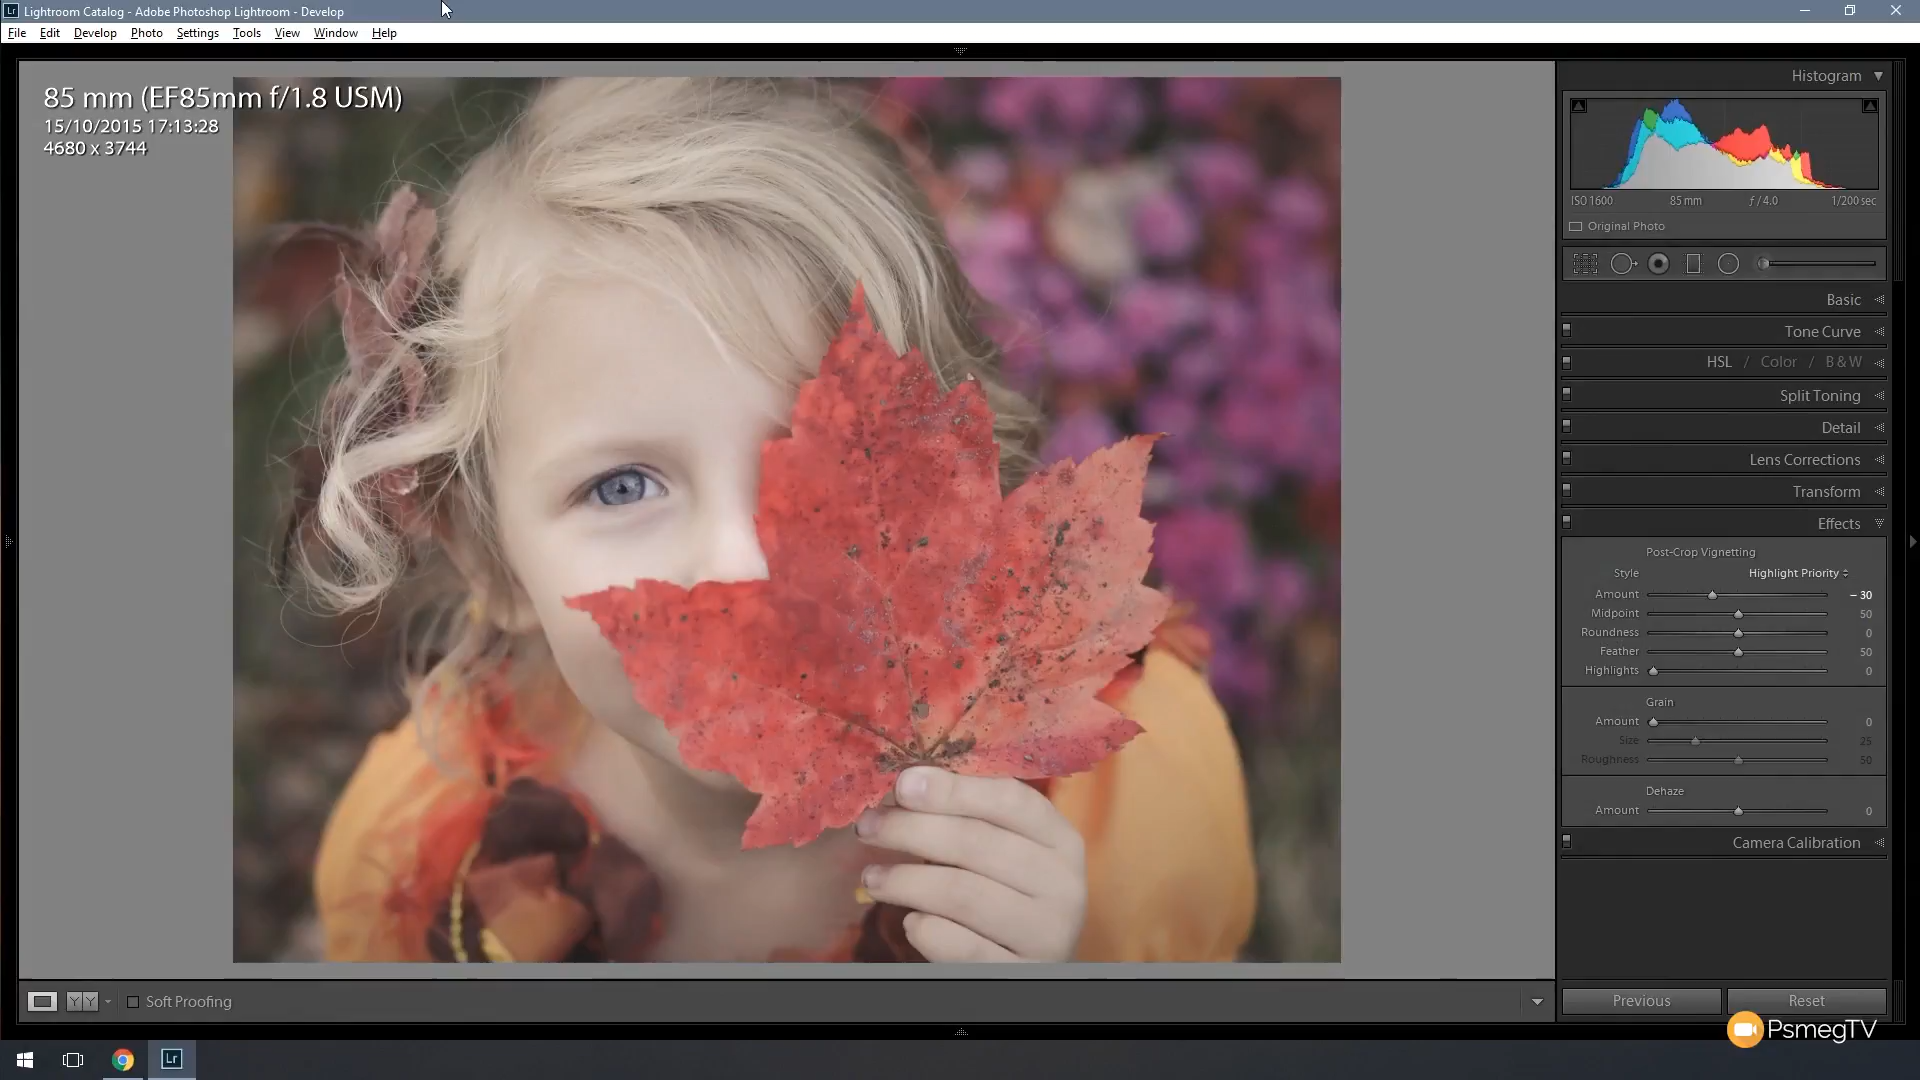 Lightroom Catalog - Adobe Photoshop Lightroom - Develop
File Edit Develop Photo Settings Tools View Window Help
85 mm (EF85mm f/1.8 USM)
15/10/2015 17:13:28
4680 x 3744
Histogram
ISO 1600 85 mm f / 4.0 1/200 sec
Original Photo
Basic
Tone Curve
HSL / Color / B & W
Split Toning
Detail
Lens Corrections
Transform
Effects
Post-Crop Vignetting
Style Highlight Priority
Amount – 30
Midpoint 50
Roundness 0
Feather 50
Highlights 0
Grain
Amount 0
Size 25
Roughness 50
Dehaze
Amount 0
Camera Calibration
Y Y Soft Proofing
Previous Reset
PsmegTV
Lr